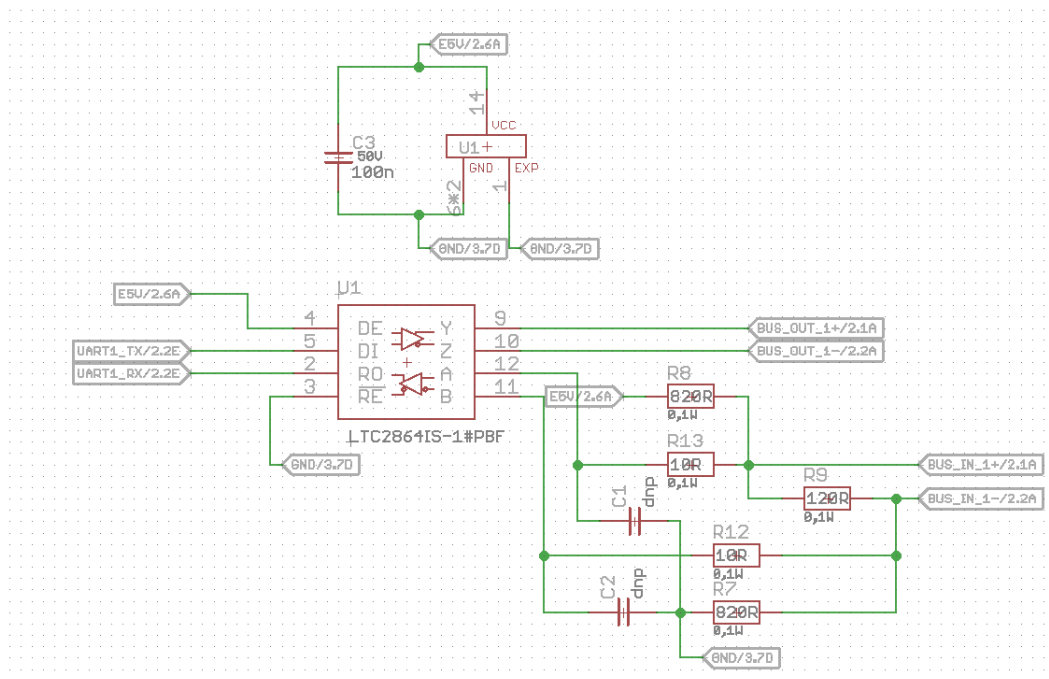 E5V/2.6A
14
VCC
C3
50V
100n
U1
GND
EXP
6*2
1
GND/3.7D
GND/3.7D
U1
E5V/2.6A
4
DE
Y
9
BUS_OUT_1+/2.1A
UART1_TX/2.2E
5
DI
Z
10
BUS_OUT_1-/2.2A
UART1_RX/2.2E
2
RO
A
12
3
RE
B
11
E5V/2.6A
R8
820R
0,1W
LTC2864IS-1#PBF
GND/3.7D
R13
10R
0,1W
BUS_IN_1+/2.1A
R9
120R
0,1W
BUS_IN_1-/2.2A
C1
dnp
R12
10R
0,1W
C2
dnp
R7
820R
0,1W
GND/3.7D